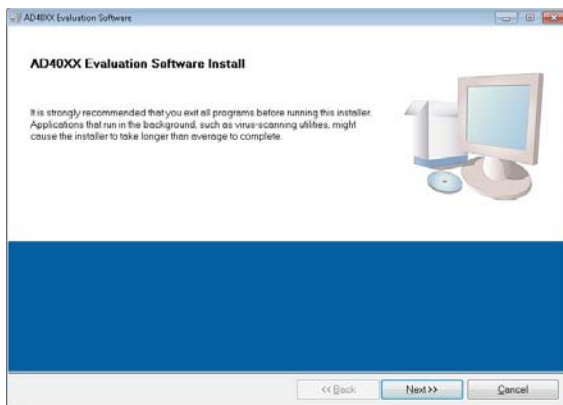 AD40XX Evaluation Software
AD40XX Evaluation Software Install
It is strongly recommended that you exit all programs before running this installer.
Applications that run in the background, such as virus-scanning utilities, might
cause the installer to take longer than average to complete.
<< Back
Next >>
Cancel